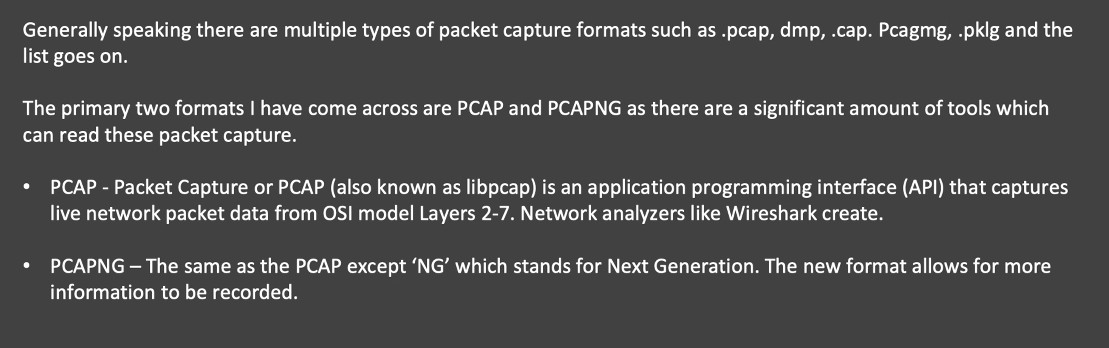 Generally speaking there are multiple types of packet capture formats such as .pcap, dmp, .cap. Pcagmg, .pklg and the
list goes on.
The primary two formats I have come across are PCAP and PCAPNG as there are a significant amount of tools which
can read these packet capture.
• PCAP - Packet Capture or PCAP (also known as libpcap) is an application programming interface (API) that captures
live network packet data from OSI model Layers 2-7. Network analyzers like Wireshark create.
• PCAPNG – The same as the PCAP except ‘NG’ which stands for Next Generation. The new format allows for more
information to be recorded.